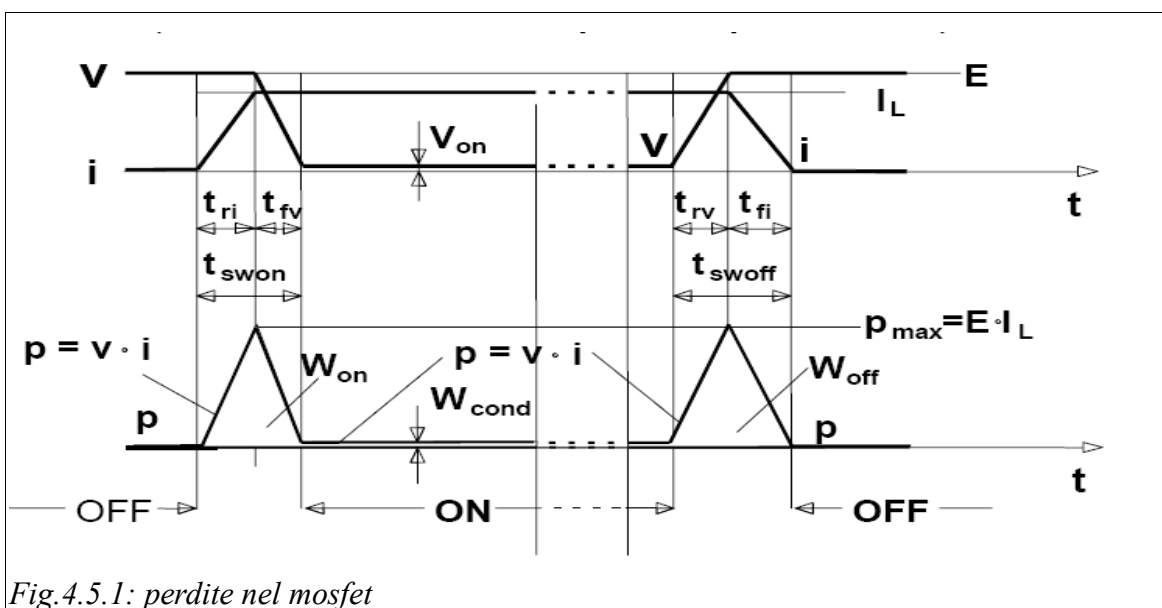 V
E
I_L
V_on
V
i
i
t_ri
t_fv
t_rv
t_fi
t
t_swon
t_swoff
p_max=E·I_L
p = v · i
p = v · i
W_on
W_off
W_cond
p
p
t
OFF
ON
OFF
Fig.4.5.1: perdite nel mosfet